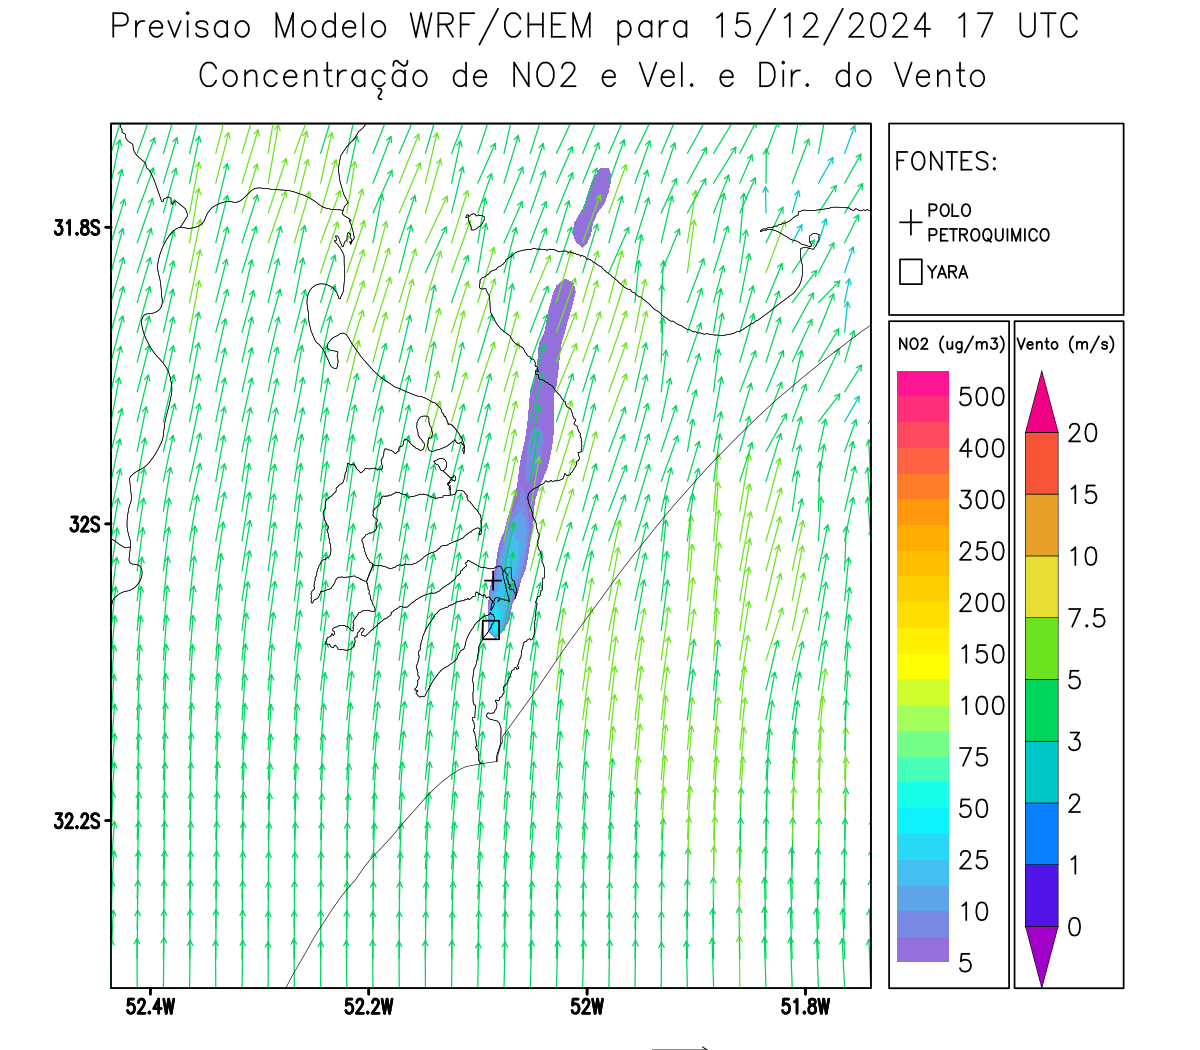 Previsao Modelo WRF/CHEM para 15/12/2024 17 UTC
Concentração de NO2 e Vel. e Dir. do Vento
FONTES:
POLO
PETROQUIMICO
YARA
31.8S
32S
32.2S
52.4W
52.2W
52W
51.8W
NO2 (ug/m3)
500
400
300
250
200
150
100
75
50
25
10
5
Vento (m/s)
20
15
10
7.5
5
3
2
1
0